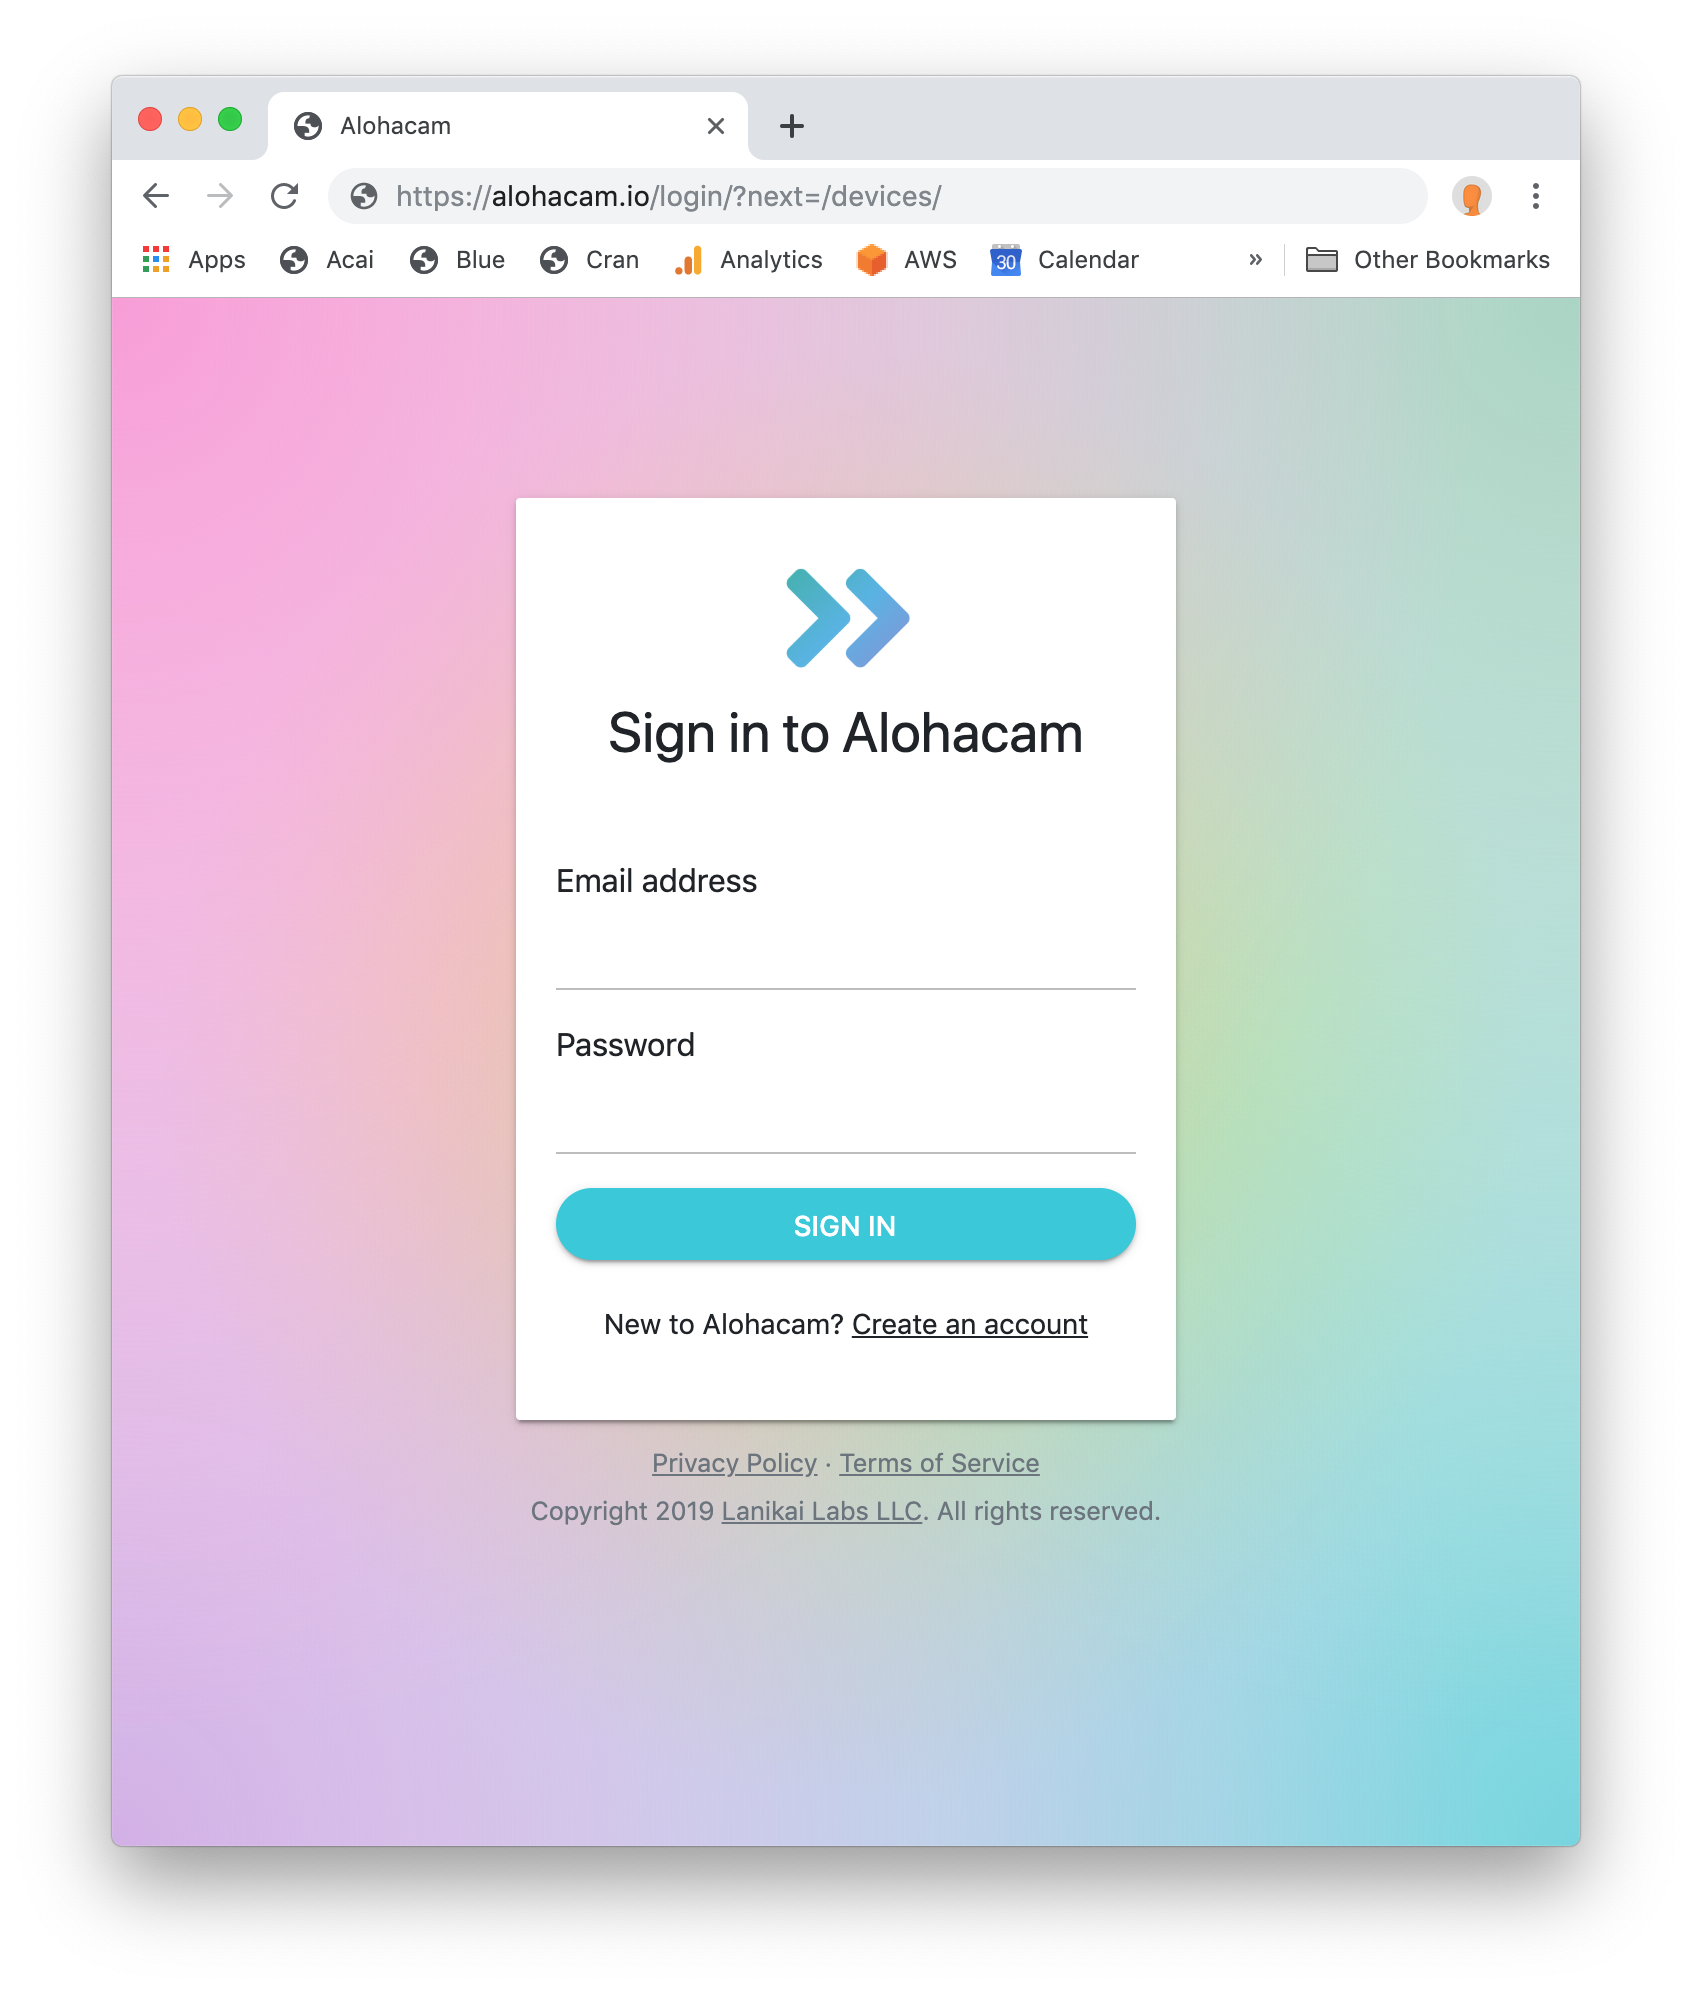 Alohacam
https://alohacam.io/login/?next=/devices/
Apps Acai Blue Cran Analytics AWS 30 Calendar » Other Bookmarks
Sign in to Alohacam
Email address
Password
SIGN IN
New to Alohacam? Create an account
Privacy Policy · Terms of Service
Copyright 2019 Lanikai Labs LLC. All rights reserved.